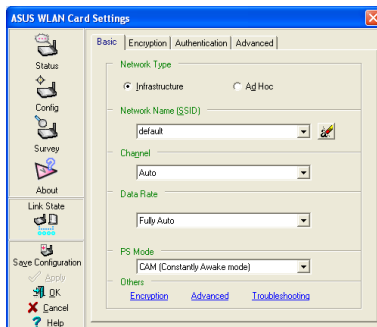 ASUS WLAN Card Settings
Status
Config
Survey
About
Link State
Save Configuration
Apply
OK
Cancel
Help
Basic Encryption Authentication Advanced
Network Type
Infrastructure Ad Hoc
Network Name (SSID)
default
Channel
Auto
Data Rate
Fully Auto
PS Mode
CAM (Constantly Awake mode)
Others
Encryption Advanced Troubleshooting